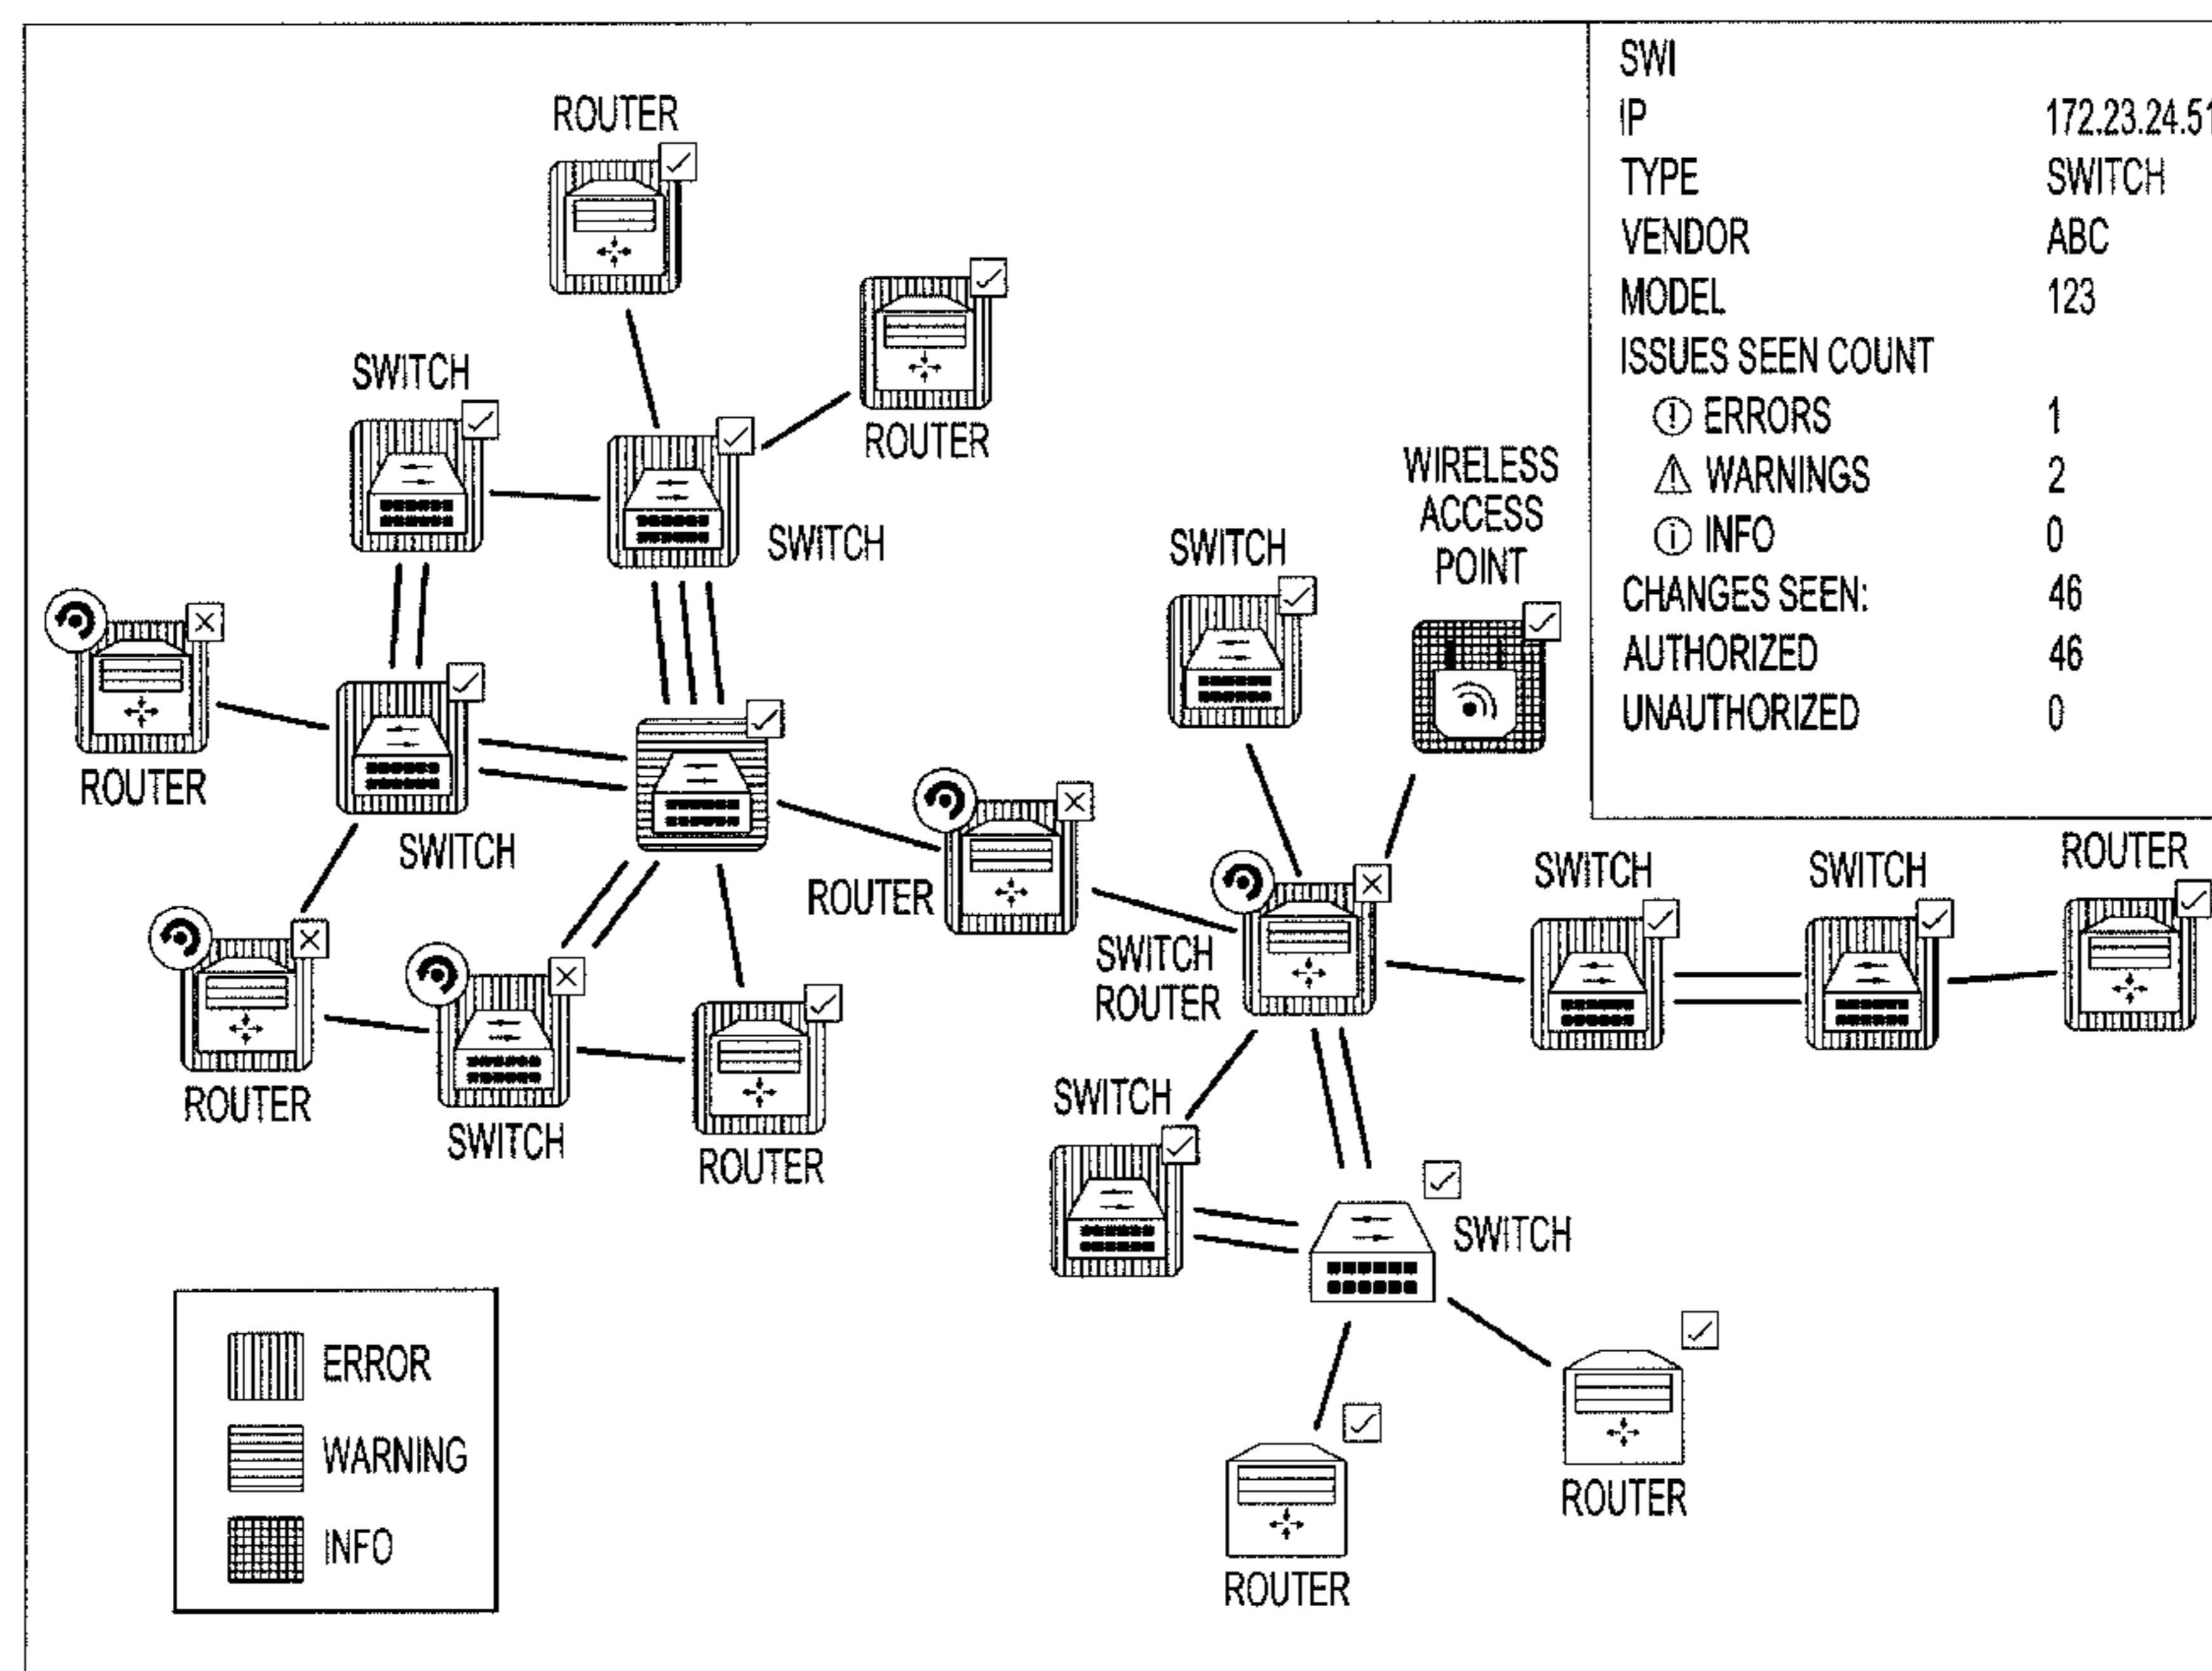 ROUTER
ROUTER
SWITCH
SWITCH
ROUTER
SWITCH
ROUTER
SWITCH
ROUTER
ROUTER
SWITCH
WIRELESS
ACCESS
POINT
SWITCH
ROUTER
SWITCH
SWITCH
ROUTER
SWITCH
SWITCH
ROUTER
ROUTER
SWI
IP 172.23.24.51
TYPE SWITCH
VENDOR ABC
MODEL 123
ISSUES SEEN COUNT
ERRORS 1
WARNINGS 2
INFO 0
CHANGES SEEN: 46
AUTHORIZED 46
UNAUTHORIZED 0
ERROR
WARNING
INFO